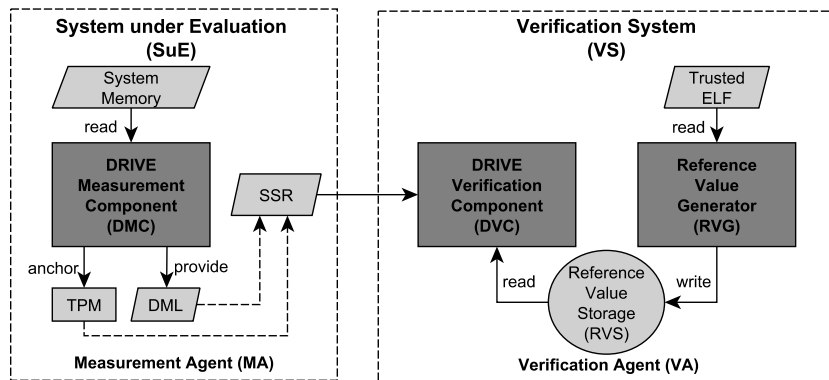 System under Evaluation
(SuE)
System
Memory
read
DRIVE
Measurement
Component
(DMC)
SSR
anchor
provide
TPM
DML
Measurement Agent (MA)
Verification System
(VS)
Trusted
ELF
read
DRIVE
Verification
Component
(DVC)
Reference
Value
Generator
(RVG)
read
write
Reference
Value
Storage
(RVS)
Verification Agent (VA)